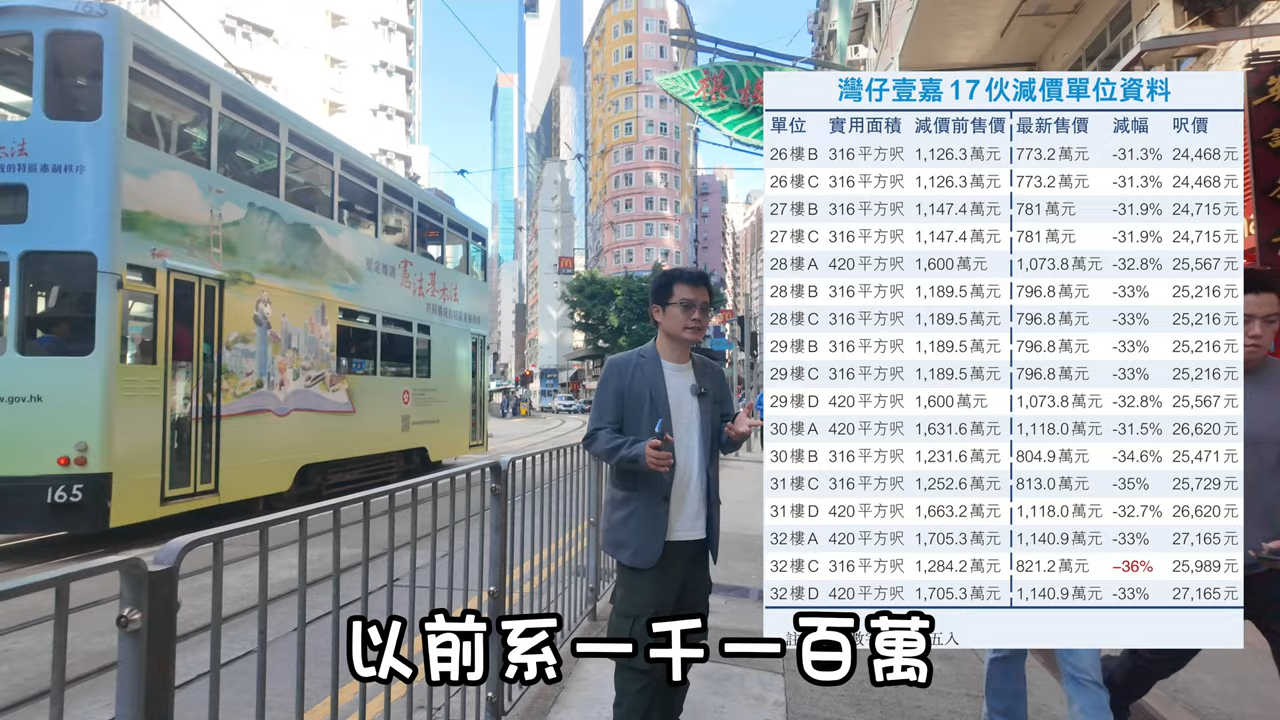 165
憲法
www.gov.hk
165
堅定維護
憲法基本法
灣仔壹嘉17伙減價單位資料
單位 實用面積 減價前售價 最新售價 減幅 呎價
26樓B 316平方呎 1,126.3萬元 773.2萬元 -31.3% 24,468元
26樓C 316平方呎 1,126.3萬元 773.2萬元 -31.3% 24,468元
27樓B 316平方呎 1,147.4萬元 781萬元 -31.9% 24,715元
27樓C 316平方呎 1,147.4萬元 781萬元 -31.9% 24,715元
28樓A 420平方呎 1,600萬元 1,073.8萬元 -32.8% 25,567元
28樓B 316平方呎 1,189.5萬元 796.8萬元 -33% 25,216元
28樓C 316平方呎 1,189.5萬元 796.8萬元 -33% 25,216元
29樓B 316平方呎 1,189.5萬元 796.8萬元 -33% 25,216元
29樓C 316平方呎 1,189.5萬元 796.8萬元 -33% 25,216元
29樓D 420平方呎 1,600萬元 1,073.8萬元 -32.8% 25,567元
30樓A 420平方呎 1,631.6萬元 1,118.0萬元 -31.5% 26,620元
30樓B 316平方呎 1,231.6萬元 804.9萬元 -34.6% 25,471元
31樓C 316平方呎 1,252.6萬元 813.0萬元 -35% 25,729元
31樓D 420平方呎 1,663.2萬元 1,118.0萬元 -32.7% 26,620元
32樓A 420平方呎 1,705.3萬元 1,140.9萬元 -33% 27,165元
32樓C 316平方呎 1,284.2萬元 821.2萬元 –36% 25,989元
32樓D 420平方呎 1,705.3萬元 1,140.9萬元 -33% 27,165元
五入
以前系一千一百萬